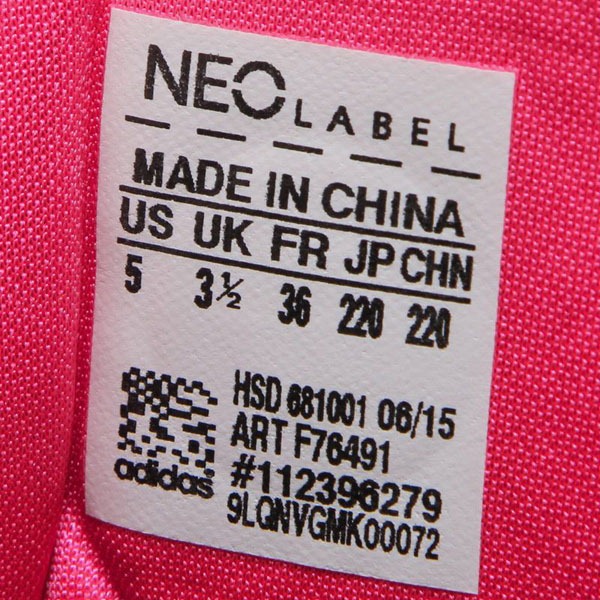 NEO LABEL
MADE IN CHINA
US UK FR JP CHN
5 3½ 36 220 220
HSD 681001 06/15
ART F76491
#112396279
9LQNVGMK00072
adidas